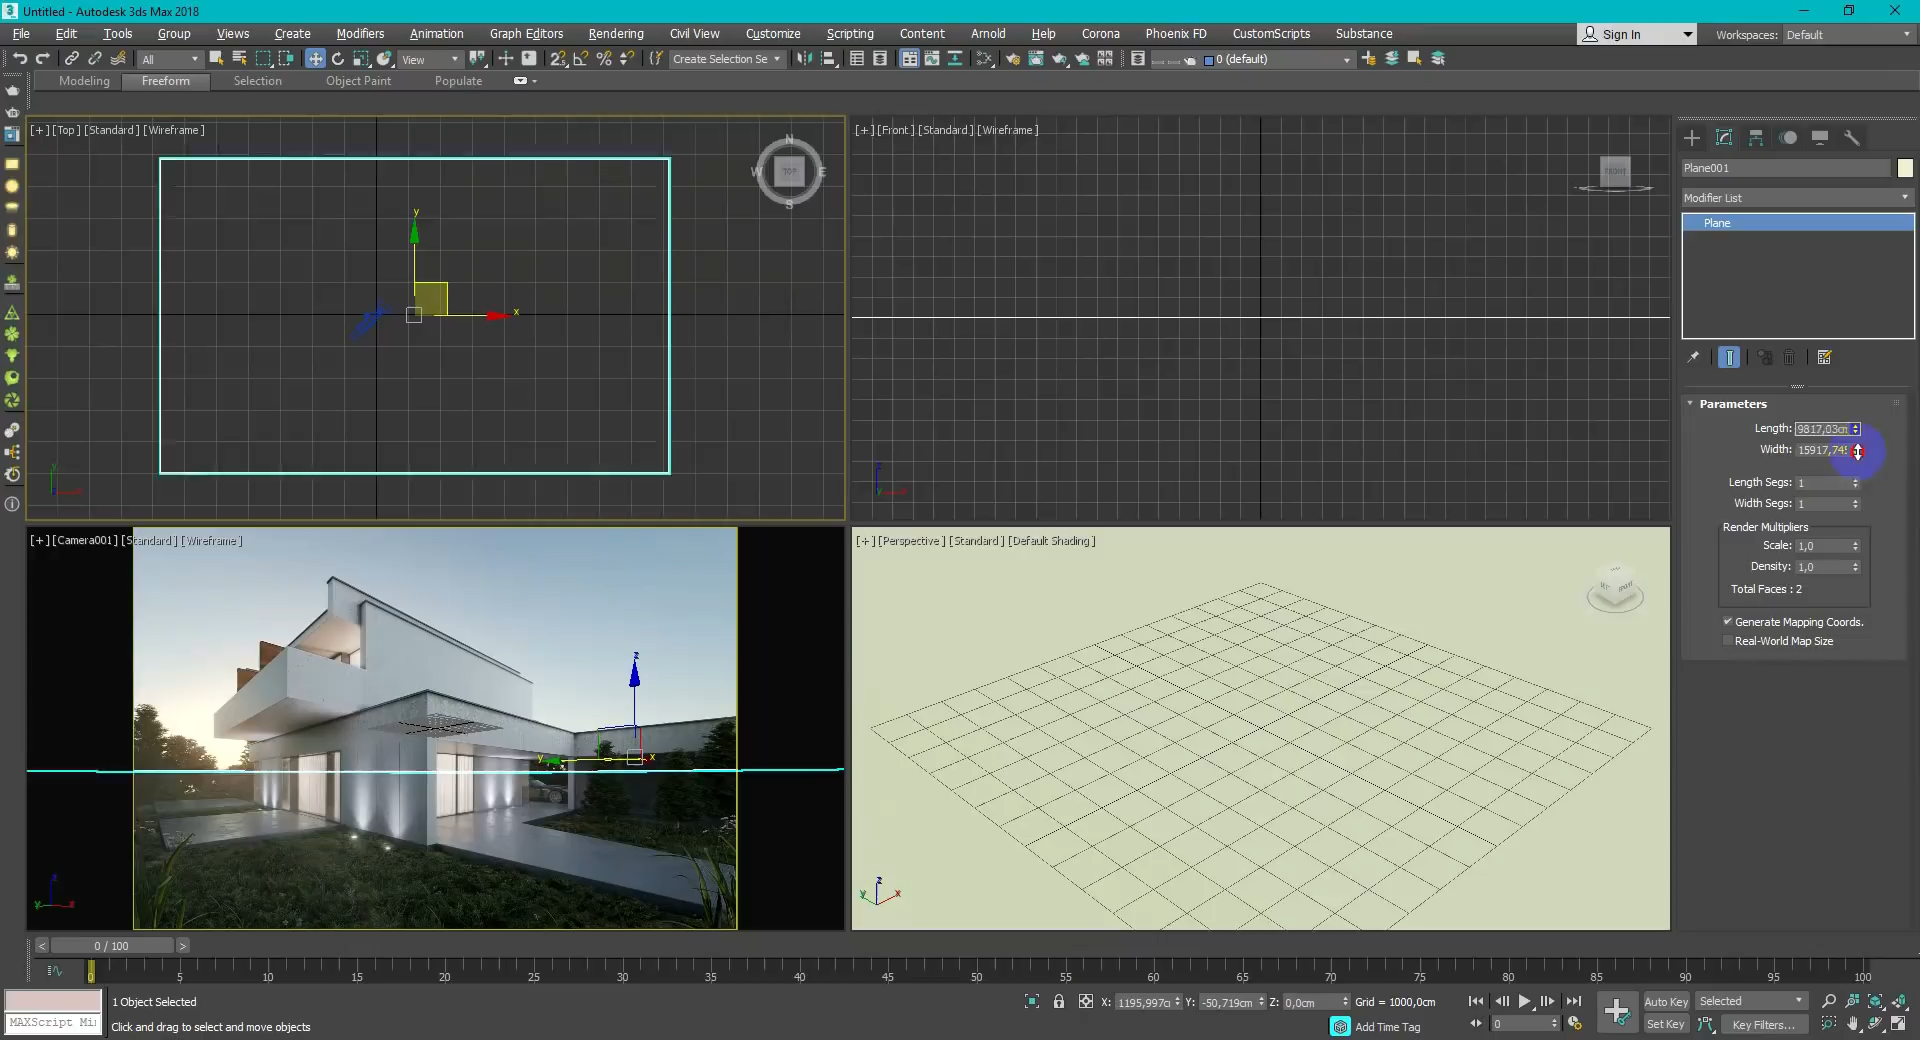 Untitled - Autodesk 3ds Max 2018
File Edit Tools Group Views Create Modifiers Animation Graph Editors Rendering Civil View Customize Scripting Content Arnold Help Corona Phoenix FD CustomScripts Substance Sign In Workspaces: Default
All View Create Selection Se 0 (default)
Modeling Freeform Selection Object Paint Populate
[+] [Top] [Standard] [Wireframe]
N
W TOP E
S
y
x
[+] [Front] [Standard] [Wireframe]
FRONT
Plane001
Modifier List
Plane
Parameters
Length: 9817,03cm
Width: 15917,745
Length Segs: 1
Width Segs: 1
Render Multipliers
Scale: 1,0
Density: 1,0
Total Faces : 2
Generate Mapping Coords.
Real-World Map Size
[+] [Camera001] [Standard] [Wireframe]
z
y x
[+] [Perspective] [Standard] [Default Shading]
z
y x
< 0 / 100 >
0 5 10 15 20 25 30 35 40 45 50 55 60 65 70 75 80 85 90 95 100
1 Object Selected
X: 1195,997c Y: -50,719cm Z: 0,0cm Grid = 1000,0cm
Auto Key Selected
MAXScript Mi
Click and drag to select and move objects
Add Time Tag
0
Set Key Key Filters...